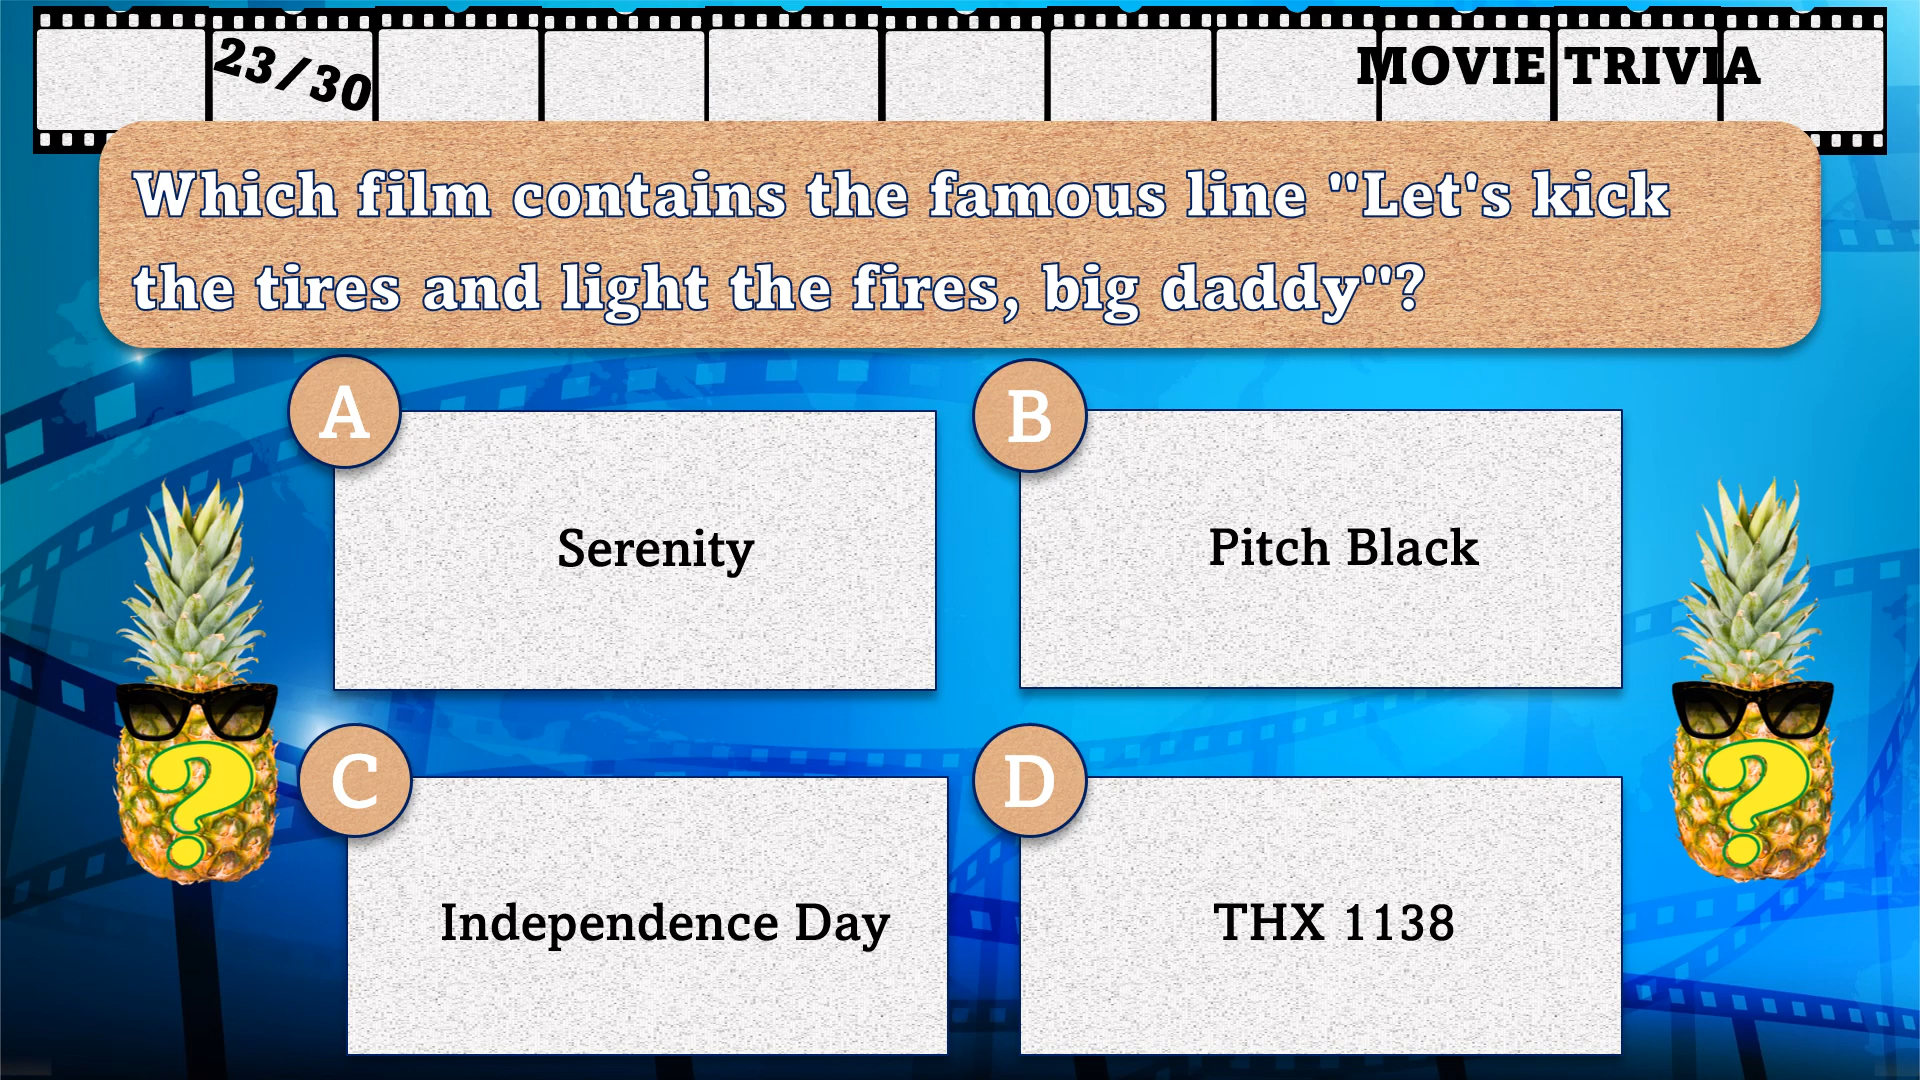 23/30
MOVIE TRIVIA
Which film contains the famous line "Let's kick
the tires and light the fires, big daddy"?
A
Serenity
B
Pitch Black
C
Independence Day
D
THX 1138
?
?